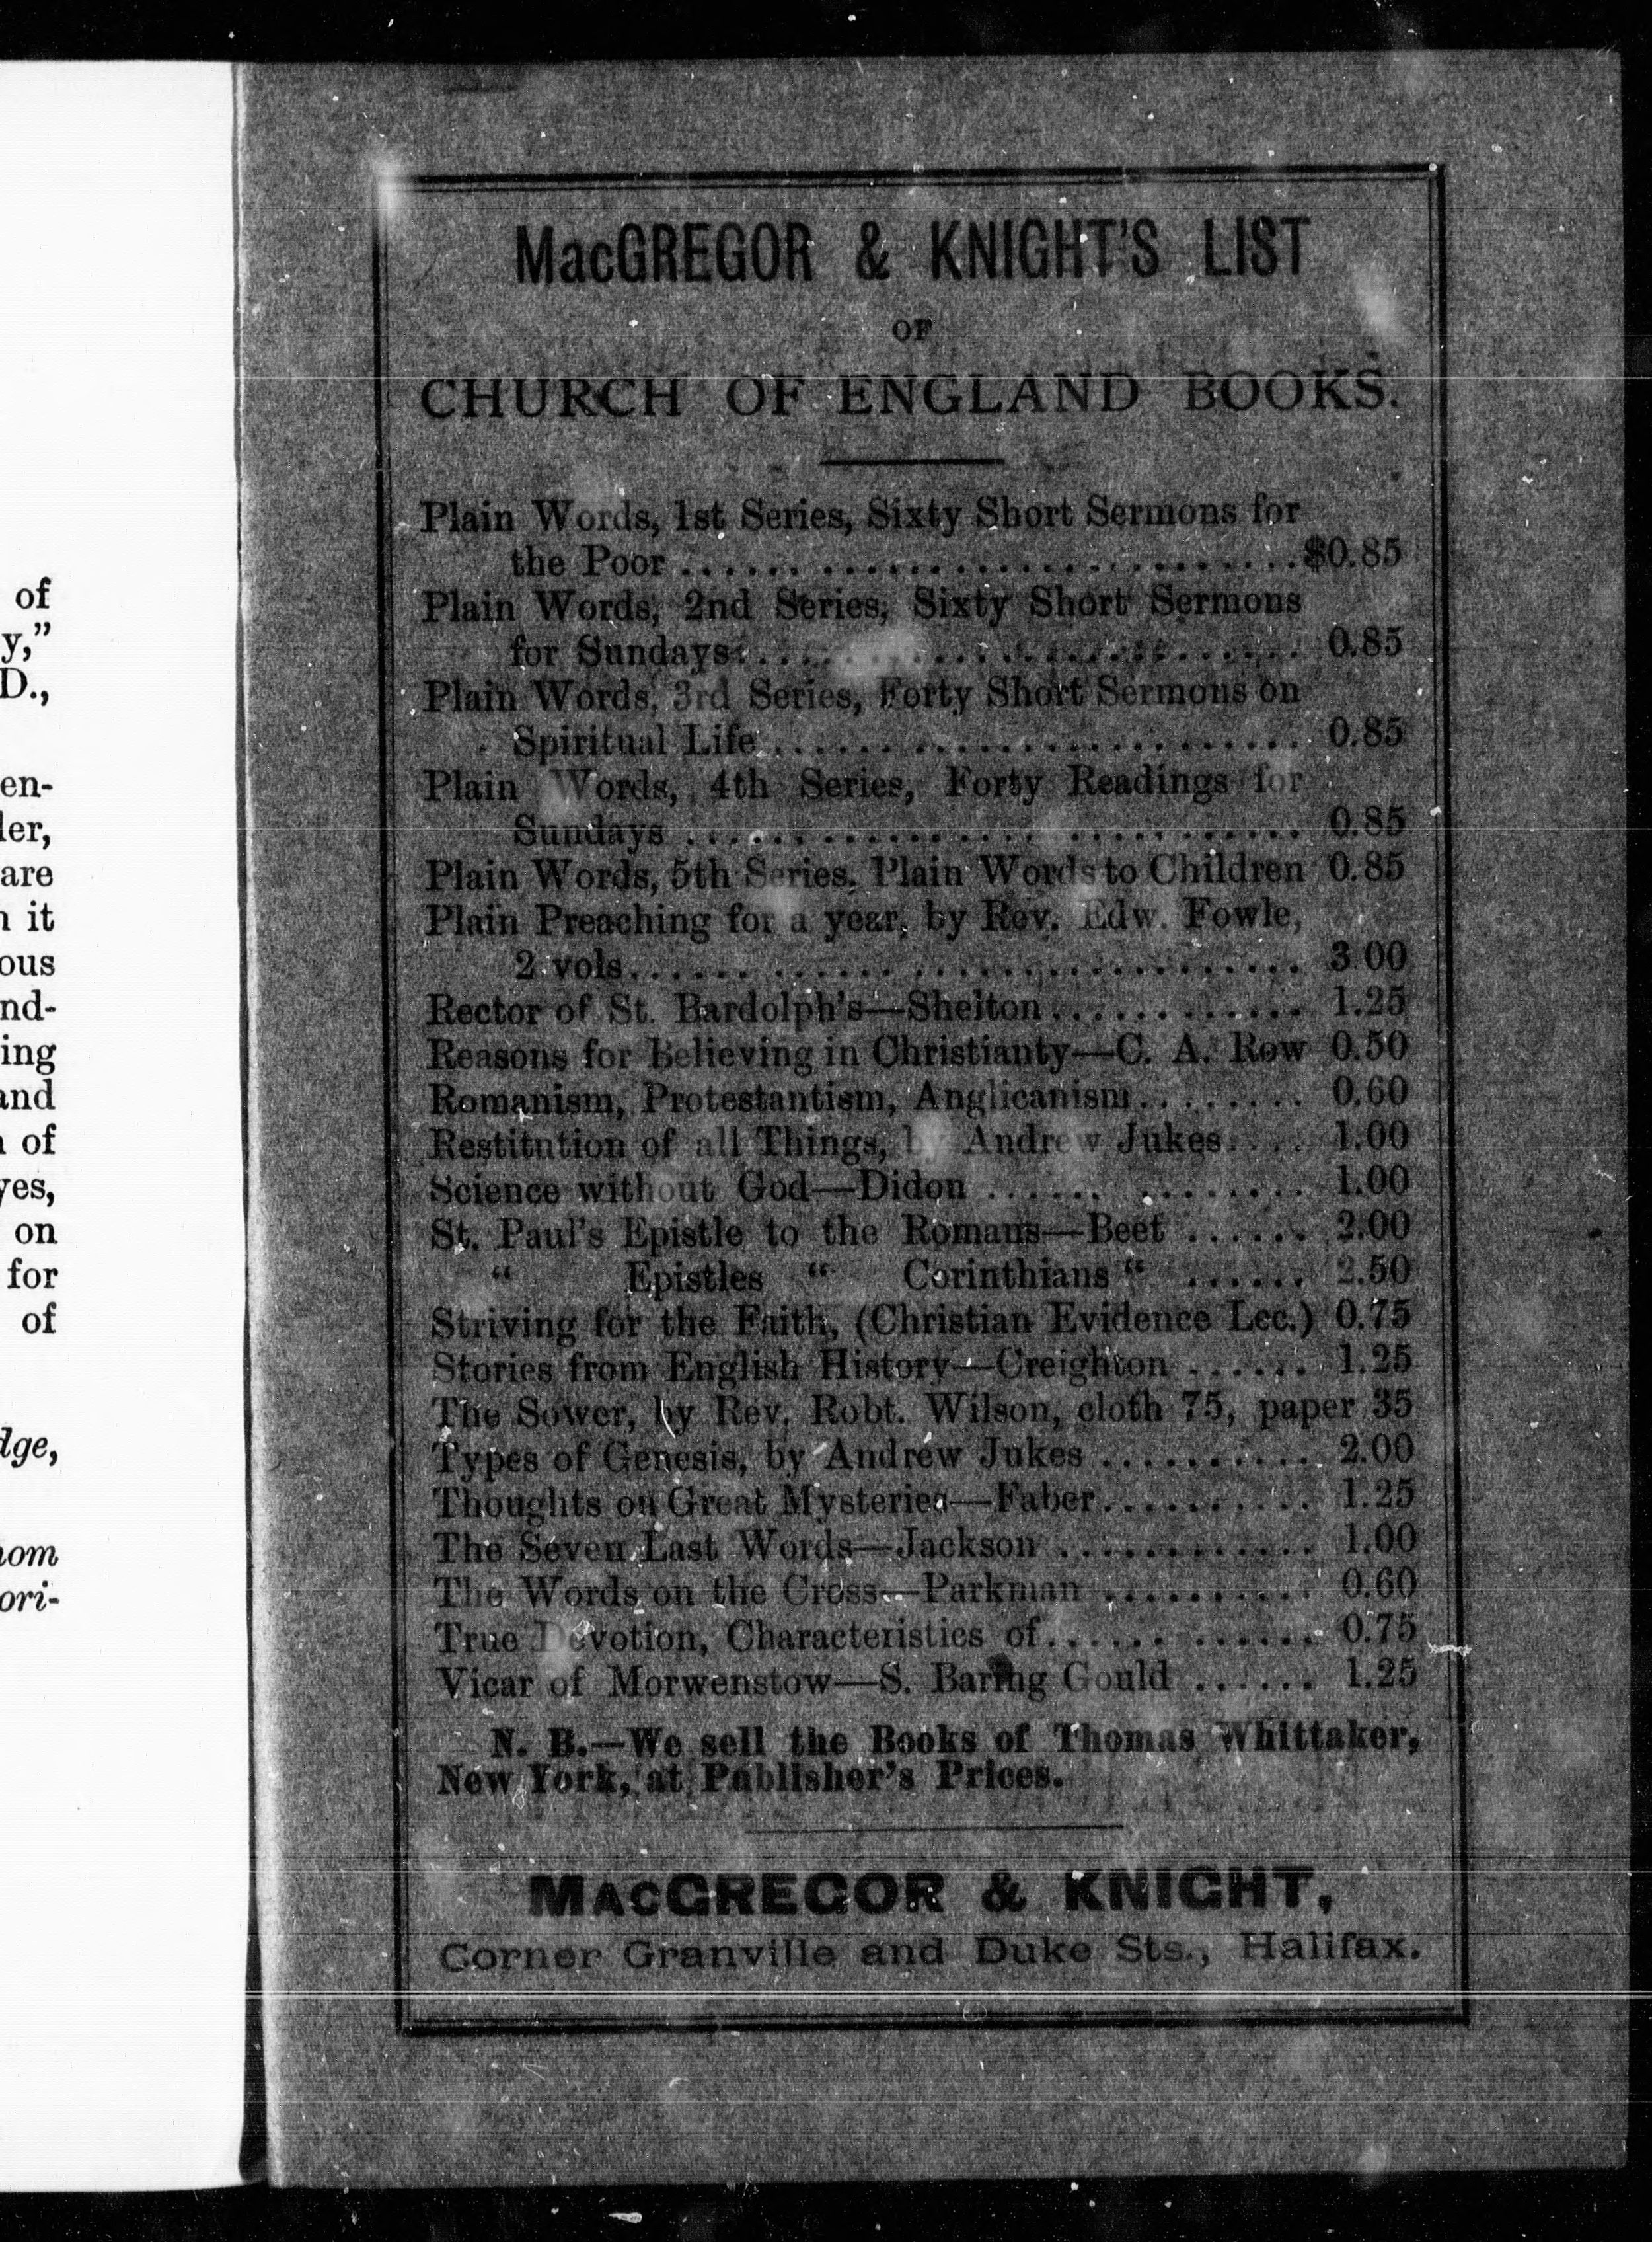 of
y,”
D.,
en-
ler,
are
n it
ous
nd-
ing
and
n of
yes,
on
for
of
dge,
hom
ori-
MacGREGOR & KNIGHT'S LIST
OF
CHURCH OF ENGLAND BOOKS.
Plain Words, 1st Series, Sixty Short Sermons for
the Poor .............................. $0.85
Plain Words, 2nd Series, Sixty Short Sermons
for Sundays .............................. 0.85
Plain Words, 3rd Series, Forty Short Sermons on
Spiritual Life .............................. 0.85
Plain Words, 4th Series, Forty Readings for
Sundays .............................. 0.85
Plain Words, 5th Series, Plain Words to Children 0.85
Plain Preaching for a year, by Rev. Edw. Fowle,
2 vols. .............................. 3 00
Rector of St. Bardolph's—Shelton ............ 1.25
Reasons for Believing in Christianty—C. A. Row 0.50
Romanism, Protestantism, Anglicanism ........ 0.60
Restitution of all Things, by Andrew Jukes .... 1.00
Science without God—Didon .............. 1.00
St. Paul's Epistle to the Romans—Beet ...... 2.00
“ Epistles “ Corinthians “ ...... 2.50
Striving for the Faith, (Christian Evidence Lec.) 0.75
Stories from English History—Creighton ...... 1.25
The Sower, by Rev. Robt. Wilson, cloth 75, paper 35
Types of Genesis, by Andrew Jukes .......... 2.00
Thoughts on Great Mysteries—Faber .......... 1.25
The Seven Last Words—Jackson ............ 1.00
The Words on the Cross—Parkman .......... 0.60
True Devotion, Characteristics of ............ 0.75
Vicar of Morwenstow—S. Baring Gould ...... 1.25
N. B.—We sell the Books of Thomas Whittaker,
New York, at Publisher's Prices.
MACGREGOR & KNIGHT,
Corner Granville and Duke Sts., Halifax.